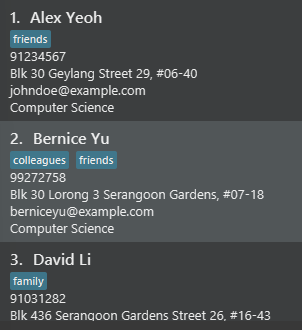 1. Alex Yeoh
friends
91234567
Blk 30 Geylang Street 29, #06-40
johndoe@example.com
Computer Science
2. Bernice Yu
colleagues friends
99272758
Blk 30 Lorong 3 Serangoon Gardens, #07-18
berniceyu@example.com
Computer Science
3. David Li
family
91031282
Blk 436 Serangoon Gardens Street 26, #16-43